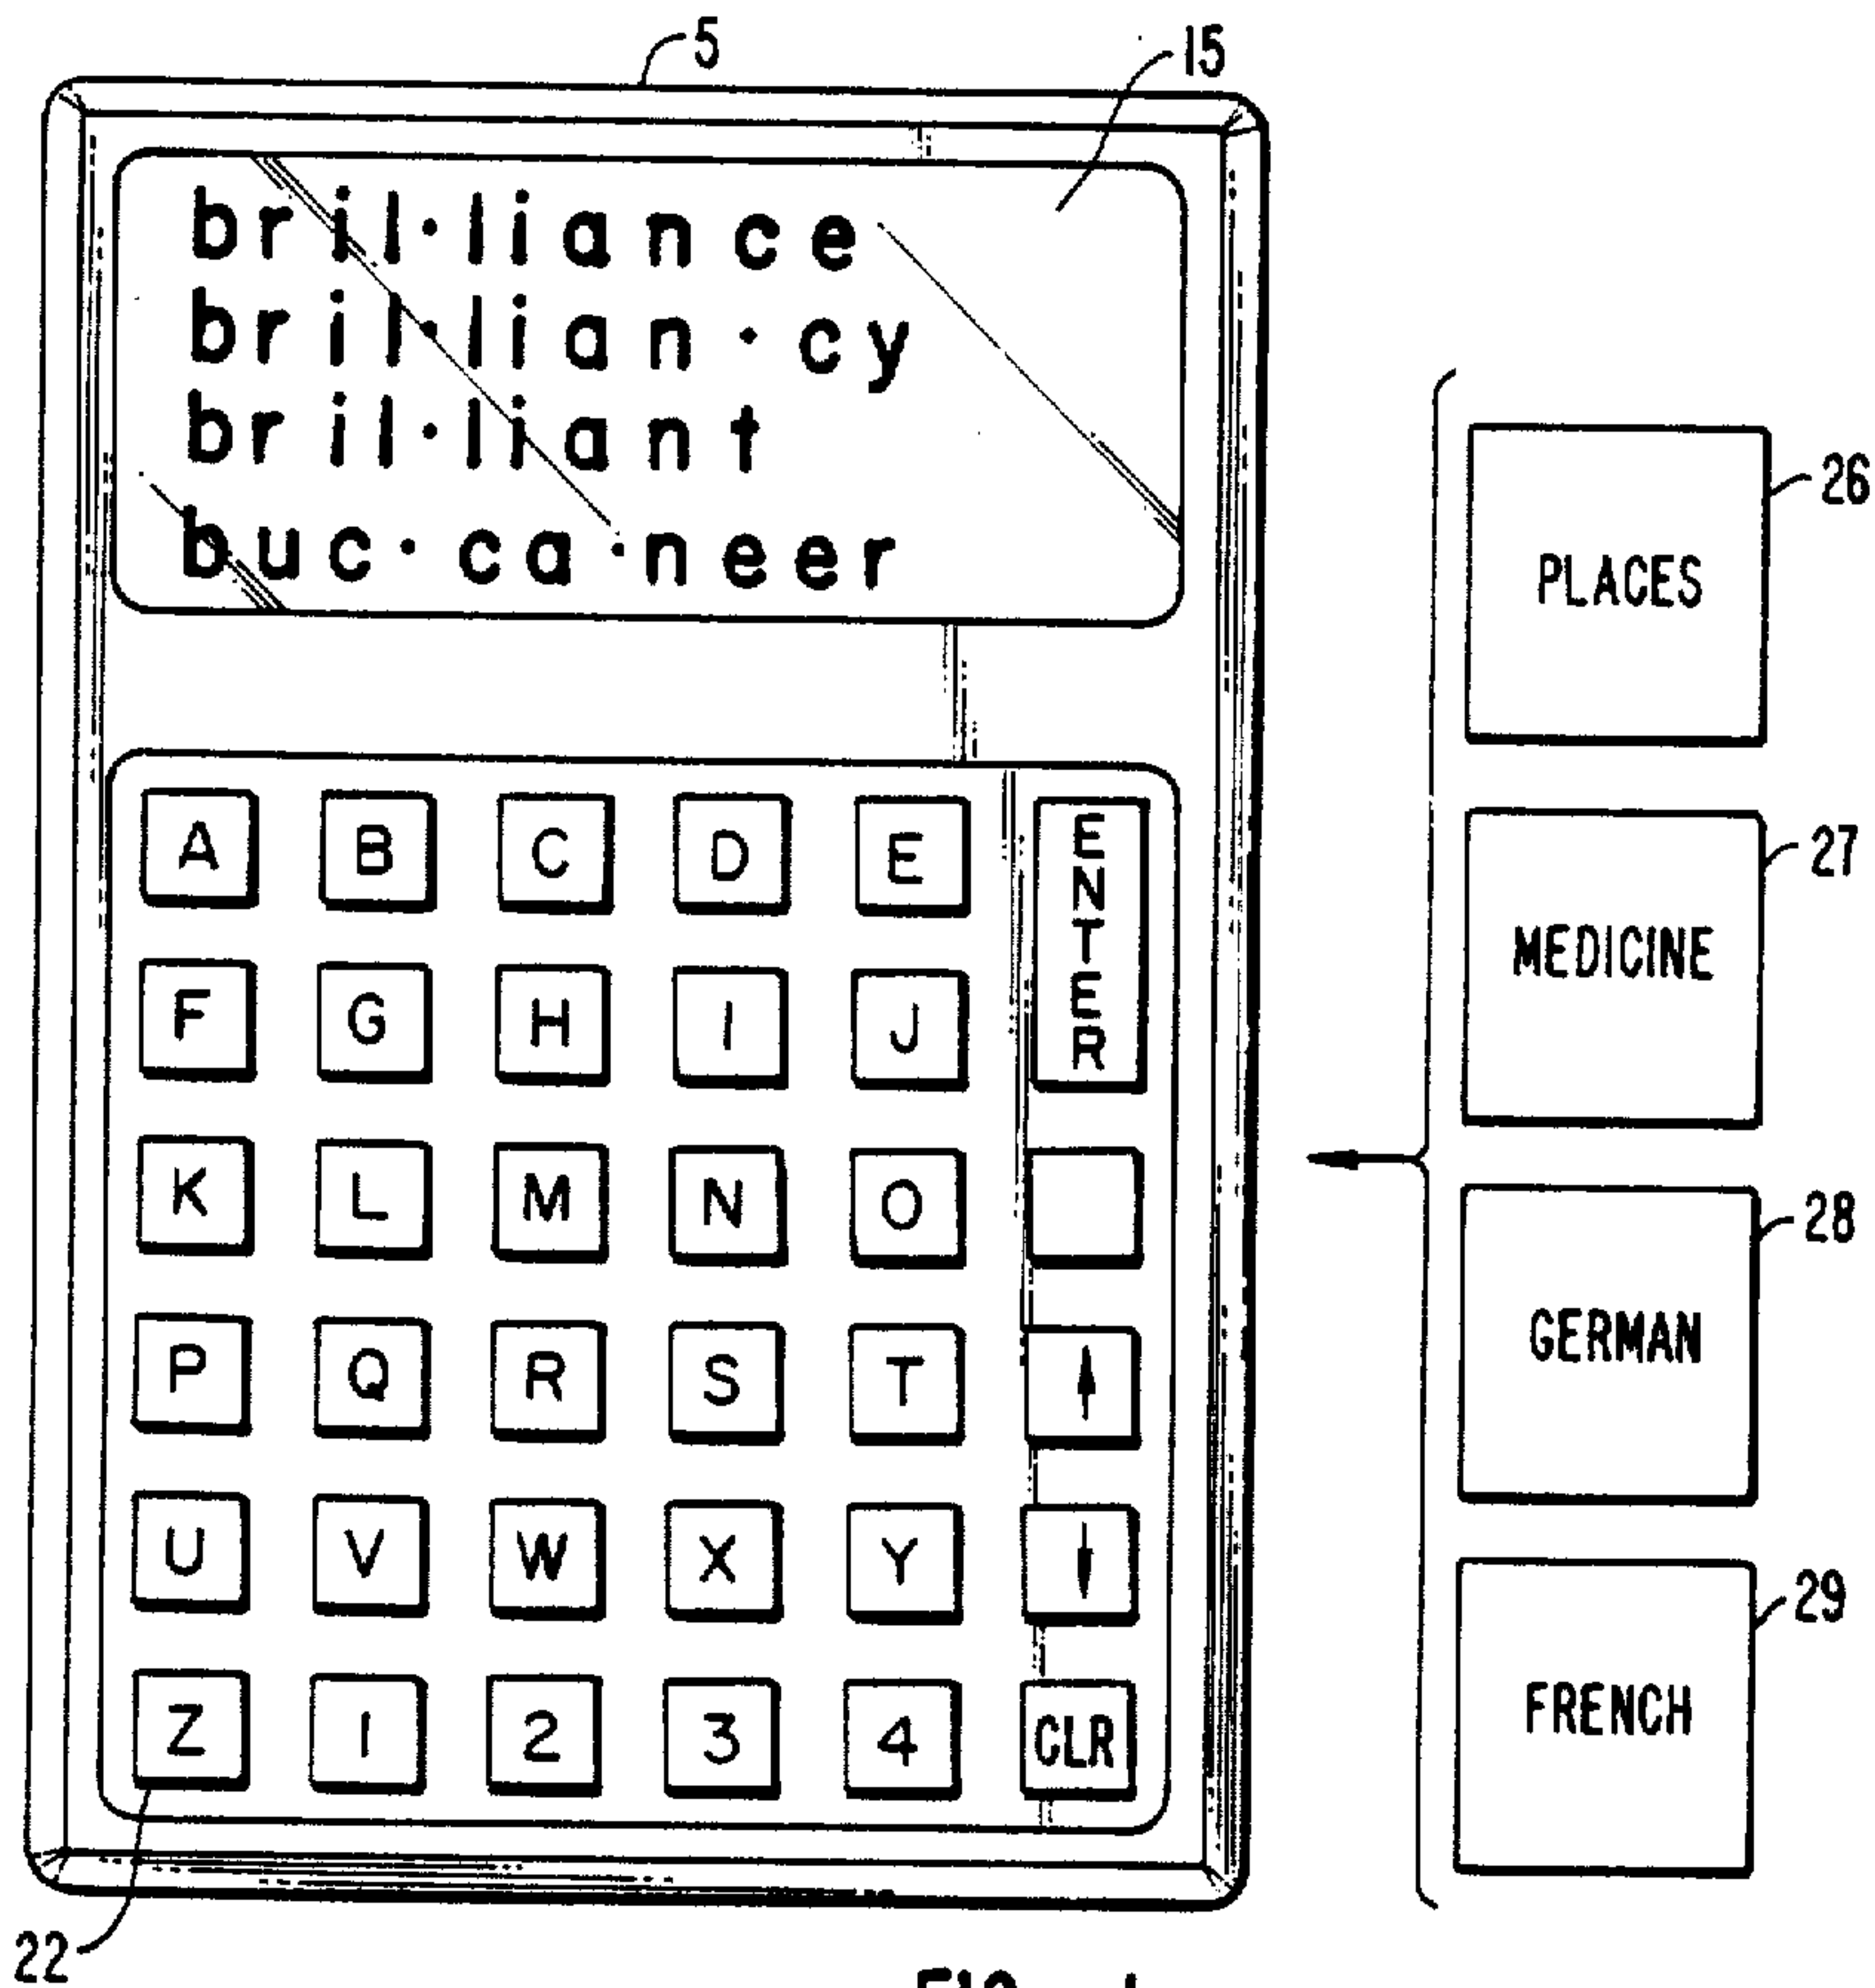 5
15
bril·liance
bril·lian·cy
bril·liant
buc·ca·neer
A B C D E ENTER
F G H I J
K L M N O
P Q R S T ↑
U V W X Y ↓
Z 1 2 3 4 CLR
22
PLACES
26
MEDICINE
27
GERMAN
28
FRENCH
29